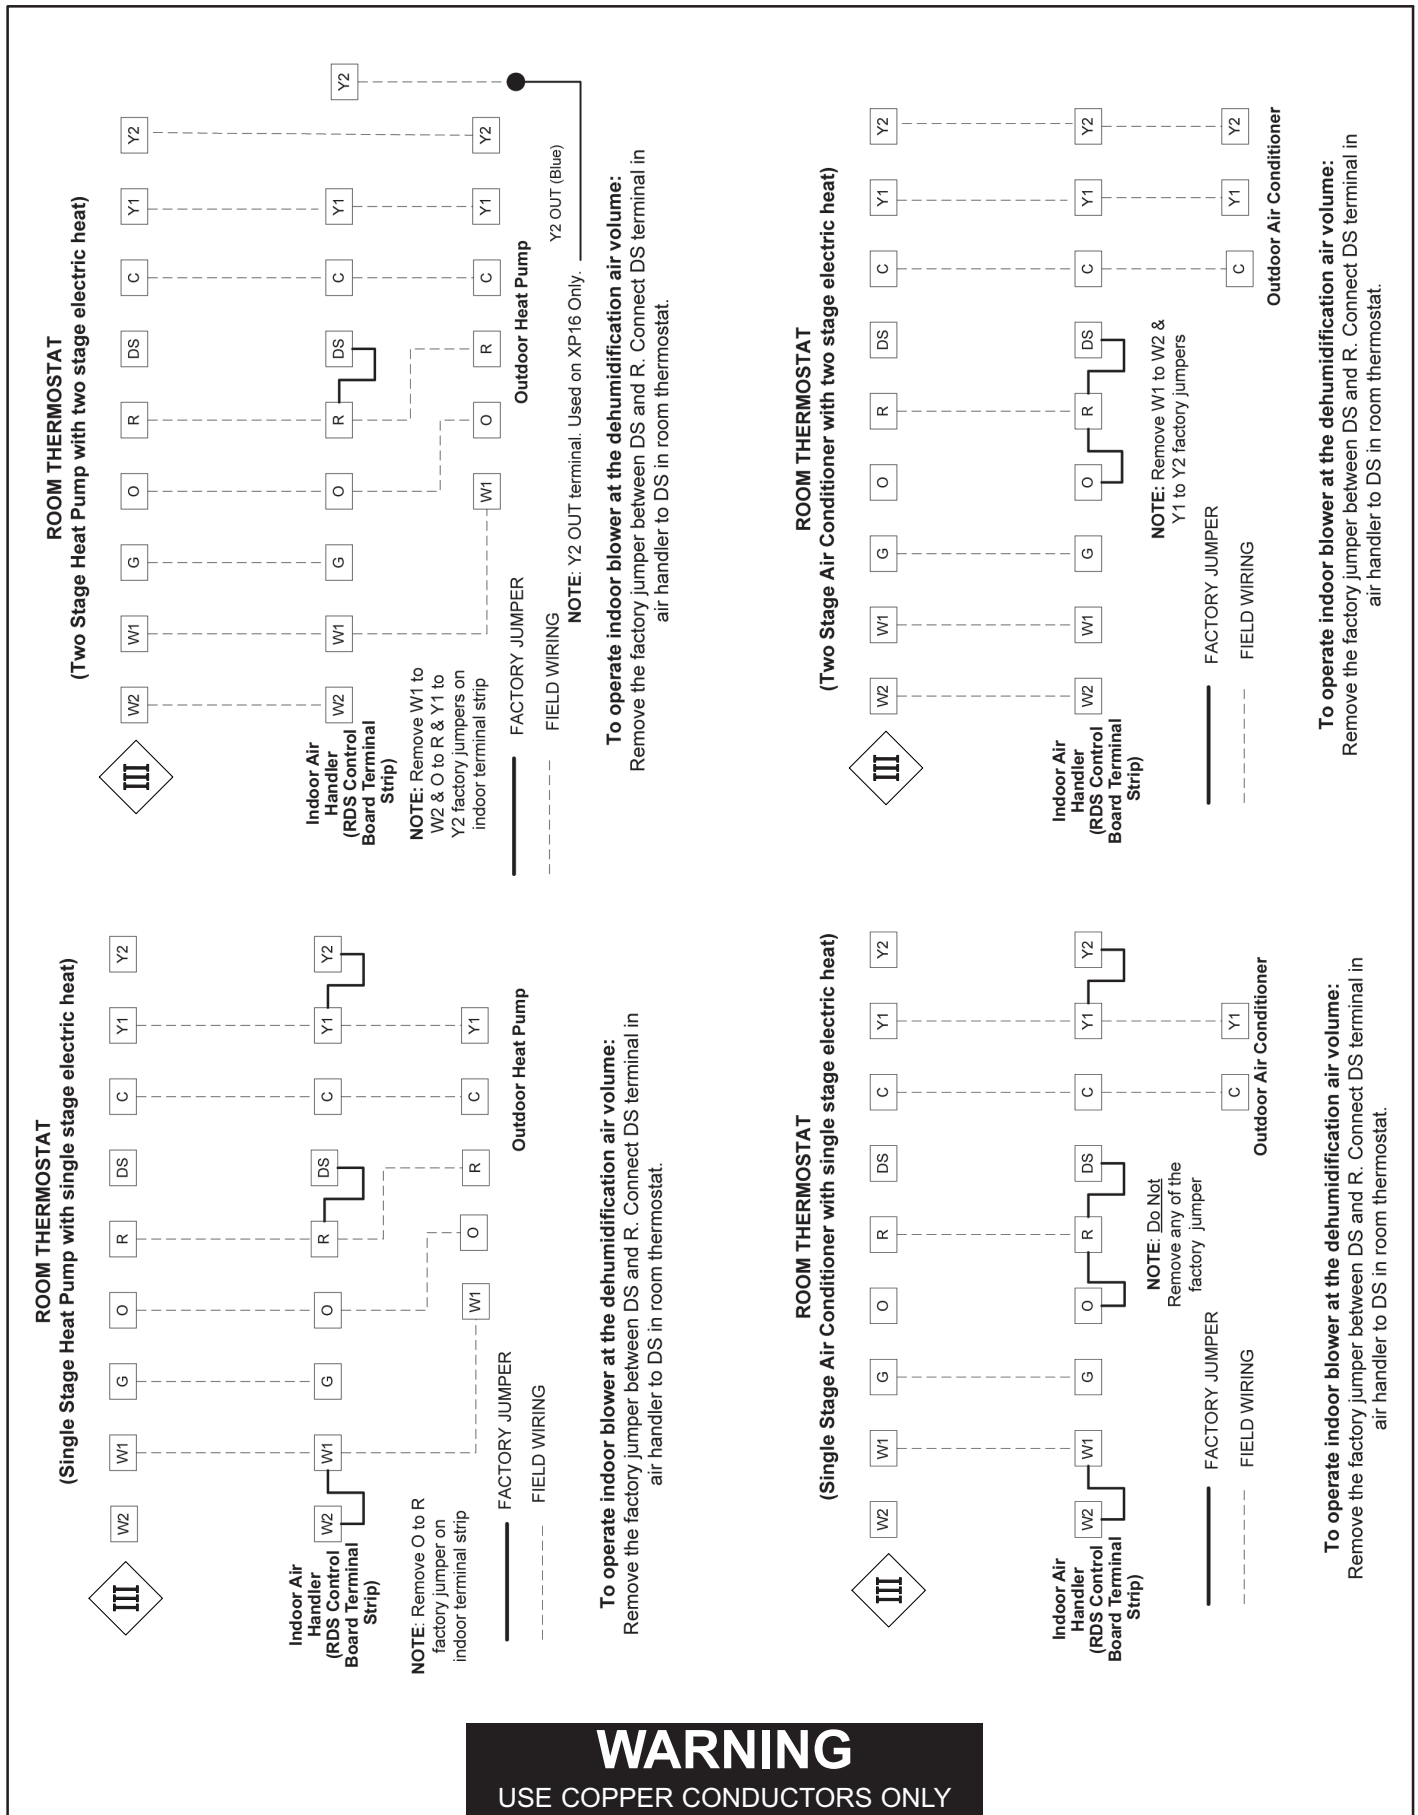 ROOM THERMOSTAT
(Single Stage Heat Pump with single stage electric heat)
III
W2 W1 G O R DS C Y1 Y2
Indoor Air
Handler
(RDS Control
Board Terminal
Strip)
W2 W1 G O R DS C Y1 Y2
NOTE: Remove O to R
factory jumper on
indoor terminal strip
W1 O R C Y1
Outdoor Heat Pump
FACTORY JUMPER
FIELD WIRING
To operate indoor blower at the dehumidification air volume:
Remove the factory jumper between DS and R. Connect DS terminal in
air handler to DS in room thermostat.
ROOM THERMOSTAT
(Two Stage Heat Pump with two stage electric heat)
III
W2 W1 G O R DS C Y1 Y2
Indoor Air
Handler
(RDS Control
Board Terminal
Strip)
W2 W1 G O R DS C Y1 Y2
NOTE: Remove W1 to
W2 & O to R & Y1 to
Y2 factory jumpers on
indoor terminal strip
W1 O R C Y1 Y2
Outdoor Heat Pump
FACTORY JUMPER
FIELD WIRING
Y2 OUT (Blue)
NOTE: Y2 OUT terminal. Used on XP16 Only.
To operate indoor blower at the dehumidification air volume:
Remove the factory jumper between DS and R. Connect DS terminal in
air handler to DS in room thermostat.
ROOM THERMOSTAT
(Single Stage Air Conditioner with single stage electric heat)
III
W2 W1 G O R DS C Y1 Y2
Indoor Air
Handler
(RDS Control
Board Terminal
Strip)
W2 W1 G O R DS C Y1 Y2
NOTE: Do Not
Remove any of the
factory jumper
C Y1
Outdoor Air Conditioner
FACTORY JUMPER
FIELD WIRING
To operate indoor blower at the dehumidification air volume:
Remove the factory jumper between DS and R. Connect DS terminal in
air handler to DS in room thermostat.
ROOM THERMOSTAT
(Two Stage Air Conditioner with two stage electric heat)
III
W2 W1 G O R DS C Y1 Y2
Indoor Air
Handler
(RDS Control
Board Terminal
Strip)
W2 W1 G O R DS C Y1 Y2
NOTE: Remove W1 to W2 &
Y1 to Y2 factory jumpers
C Y1 Y2
Outdoor Air Conditioner
FACTORY JUMPER
FIELD WIRING
To operate indoor blower at the dehumidification air volume:
Remove the factory jumper between DS and R. Connect DS terminal in
air handler to DS in room thermostat.
WARNING
USE COPPER CONDUCTORS ONLY